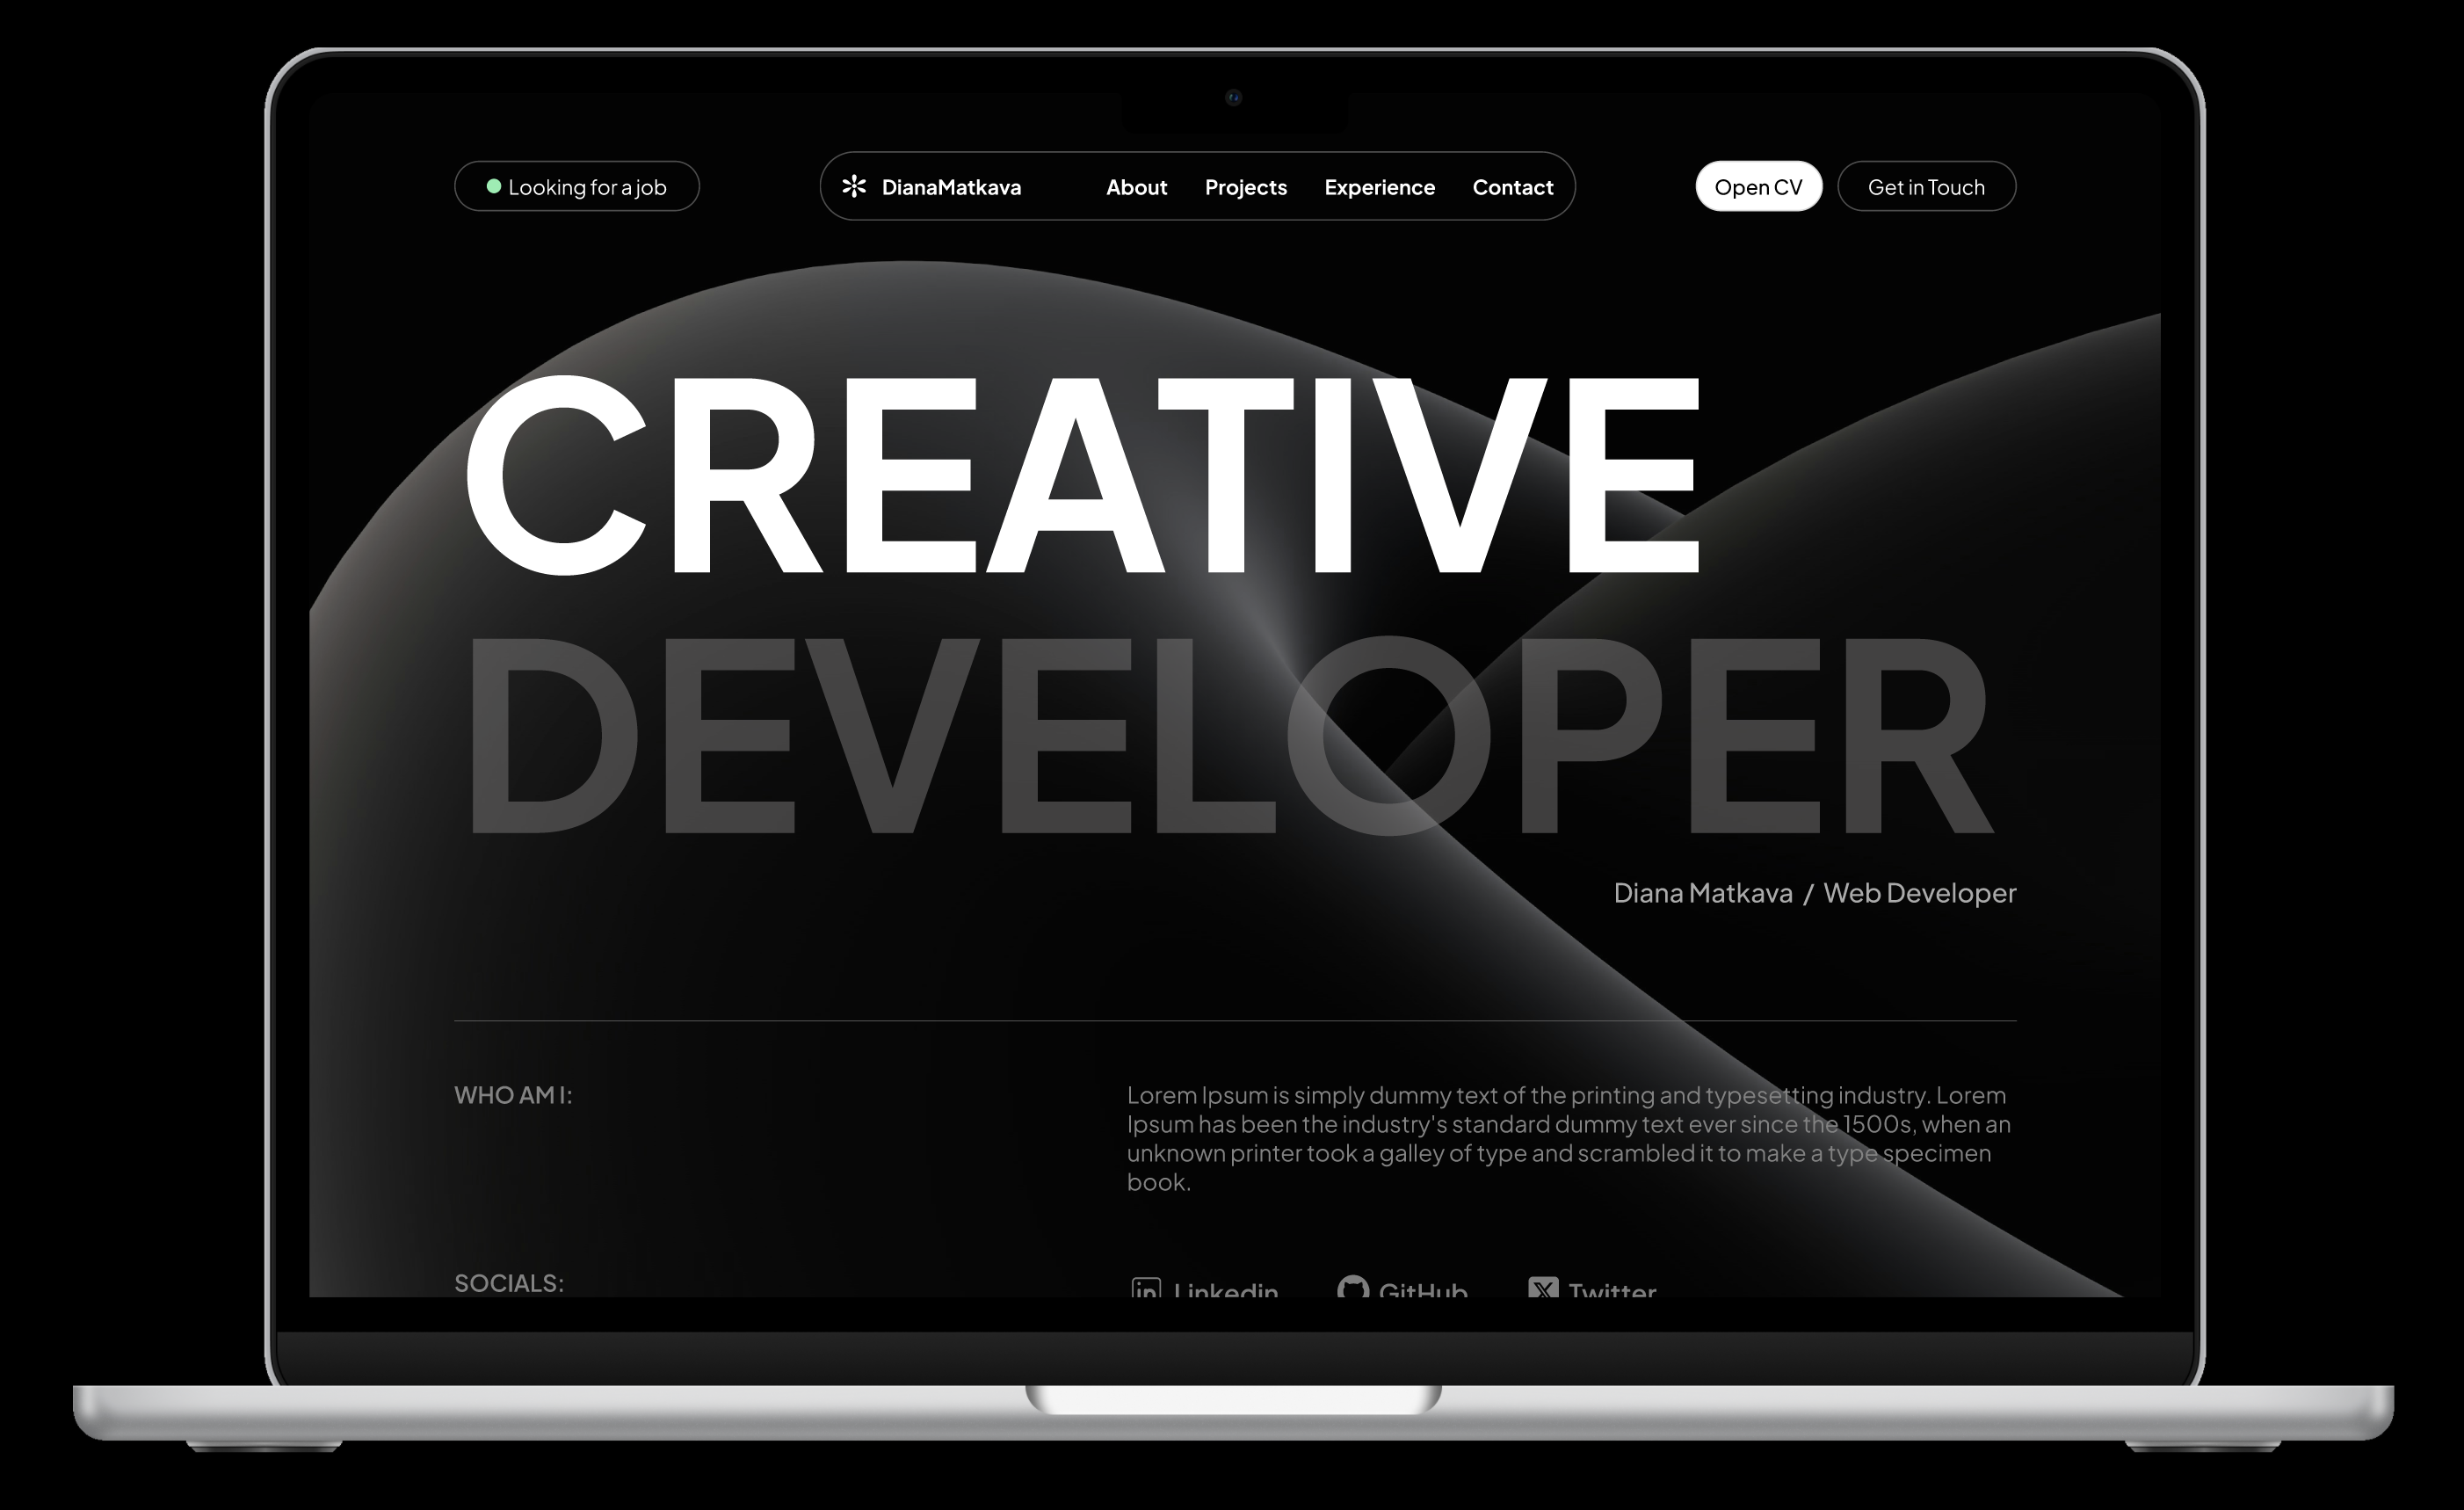 Looking for a job
DianaMatkava About Projects Experience Contact
Open CV Get in Touch
CREATIVE
DEVELOPER
Diana Matkava / Web Developer
WHO AM I:
Lorem Ipsum is simply dummy text of the printing and typesetting industry. Lorem
Ipsum has been the industry's standard dummy text ever since the 1500s, when an
unknown printer took a galley of type and scrambled it to make a type specimen
book.
SOCIALS:
Linkedin GitHub Twitter